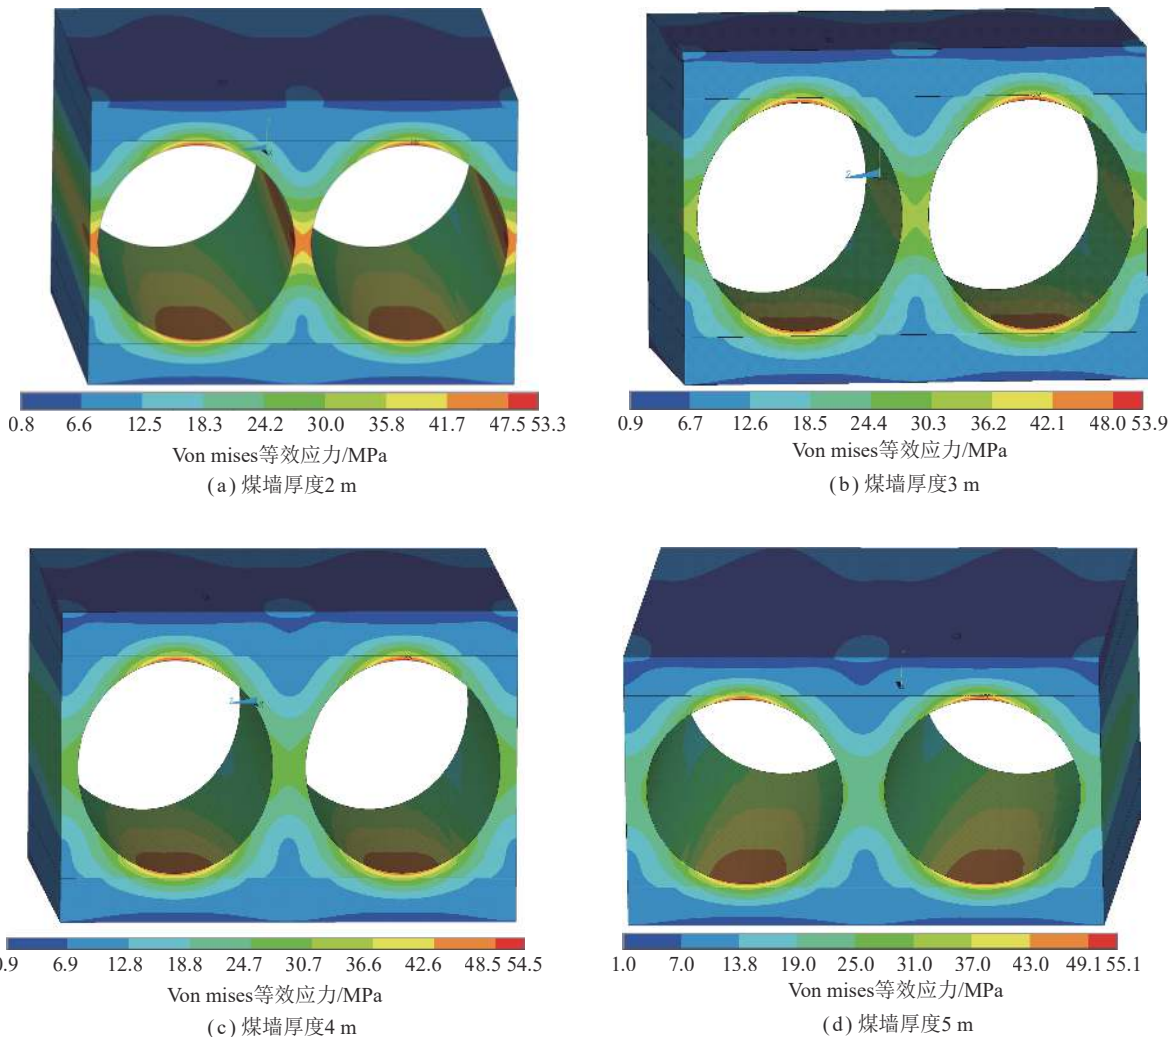 0.8 6.6 12.5 18.3 24.2 30.0 35.8 41.7 47.5 53.3
Von mises等效应力/MPa
(a) 煤墙厚度2 m
0.9 6.7 12.6 18.5 24.4 30.3 36.2 42.1 48.0 53.9
Von mises等效应力/MPa
(b) 煤墙厚度3 m
0.9 6.9 12.8 18.8 24.7 30.7 36.6 42.6 48.5 54.5
Von mises等效应力/MPa
(c) 煤墙厚度4 m
1.0 7.0 13.8 19.0 25.0 31.0 37.0 43.0 49.1 55.1
Von mises等效应力/MPa
(d) 煤墙厚度5 m